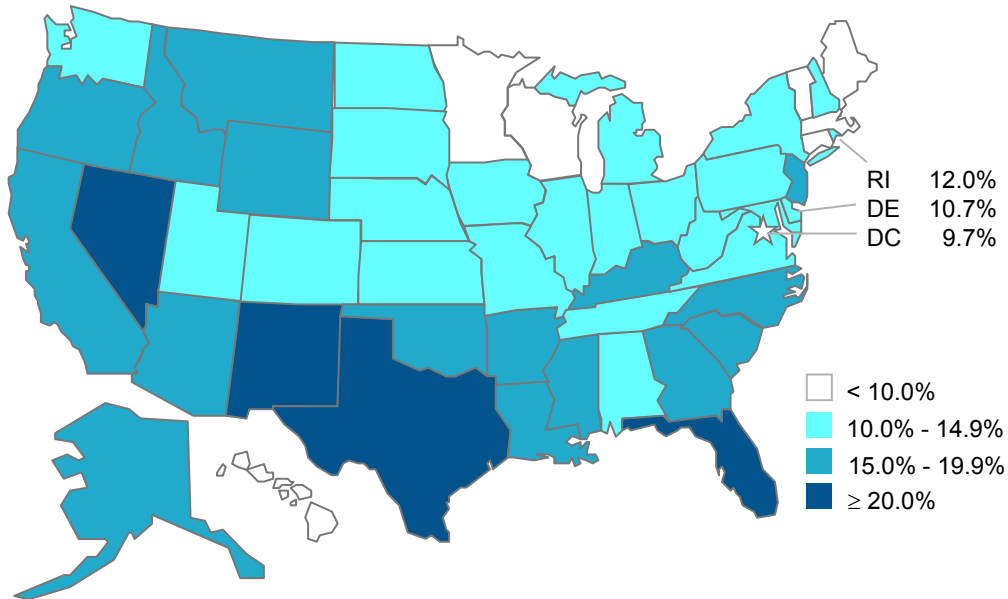 RI 12.0%
DE 10.7%
DC 9.7%
< 10.0%
10.0% - 14.9%
15.0% - 19.9%
≥ 20.0%